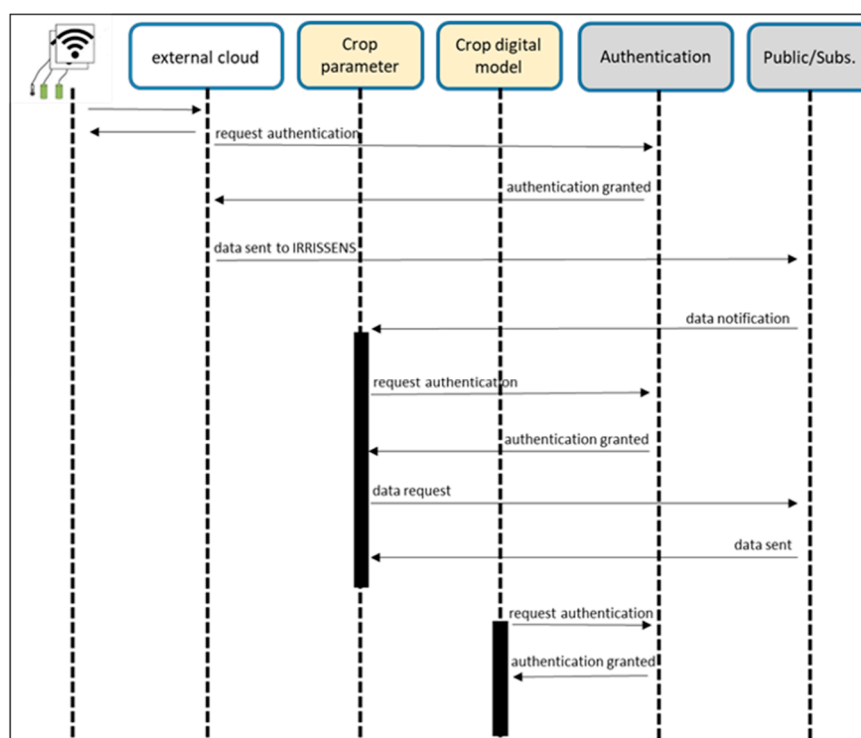 external cloud
Crop
parameter
Crop digital
model
Authentication
Public/Subs.
request authentication
authentication granted
data sent to IRRISSENS
data notification
request authentication
authentication granted
data request
data sent
request authentication
authentication granted